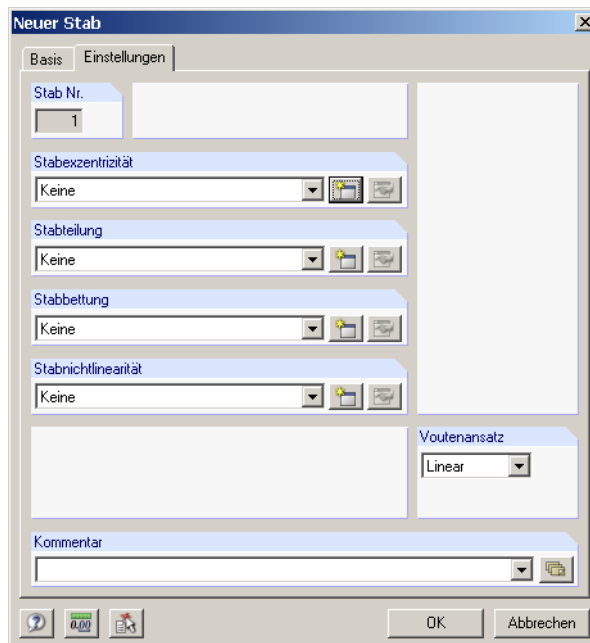 Neuer Stab
Basis
Einstellungen
Stab Nr.
1
Stabexzentrizität
Keine
Stabteilung
Keine
Stabbettung
Keine
Stabnichtlinearität
Keine
Voutenansatz
Linear
Kommentar
0.00
OK
Abbrechen